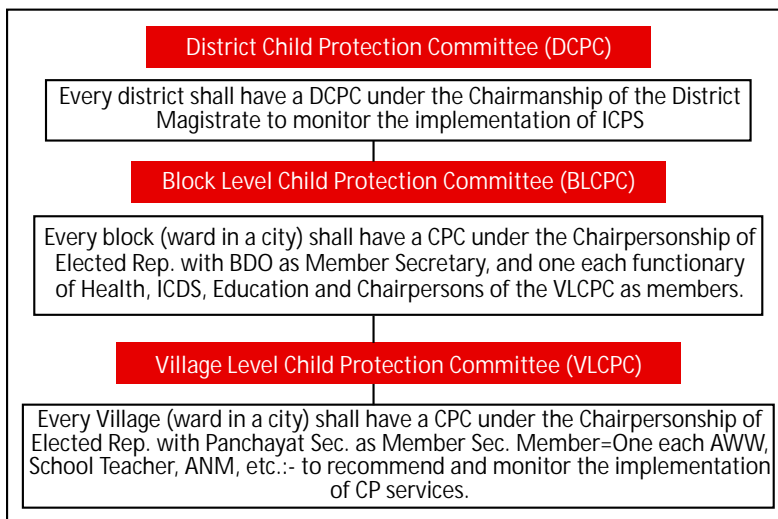 District Child Protection Committee (DCPC)
Every district shall have a DCPC under the Chairmanship of the District
Magistrate to monitor the implementation of ICPS
Block Level Child Protection Committee (BLCPC)
Every block (ward in a city) shall have a CPC under the Chairpersonship of
Elected Rep. with BDO as Member Secretary, and one each functionary
of Health, ICDS, Education and Chairpersons of the VLCPC as members.
Village Level Child Protection Committee (VLCPC)
Every Village (ward in a city) shall have a CPC under the Chairpersonship of
Elected Rep. with Panchayat Sec. as Member Sec. Member=One each AWW,
School Teacher, ANM, etc.:- to recommend and monitor the implementation
of CP services.